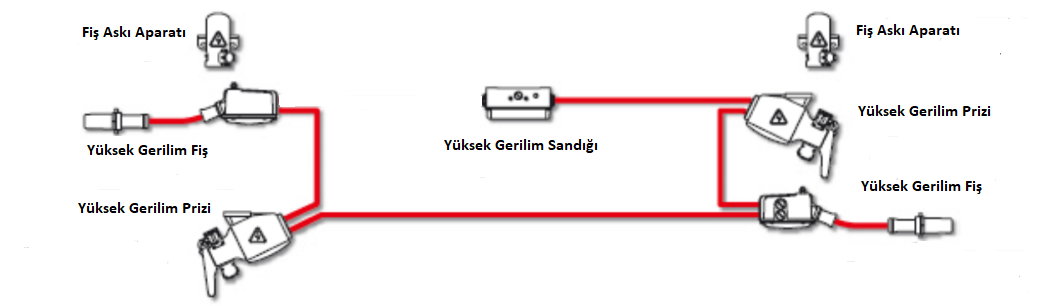 Fiş Askı Aparatı
Fiş Askı Aparatı
Yüksek Gerilim Prizi
Yüksek Gerilim Fiş
Yüksek Gerilim Sandığı
Yüksek Gerilim Fiş
Yüksek Gerilim Prizi